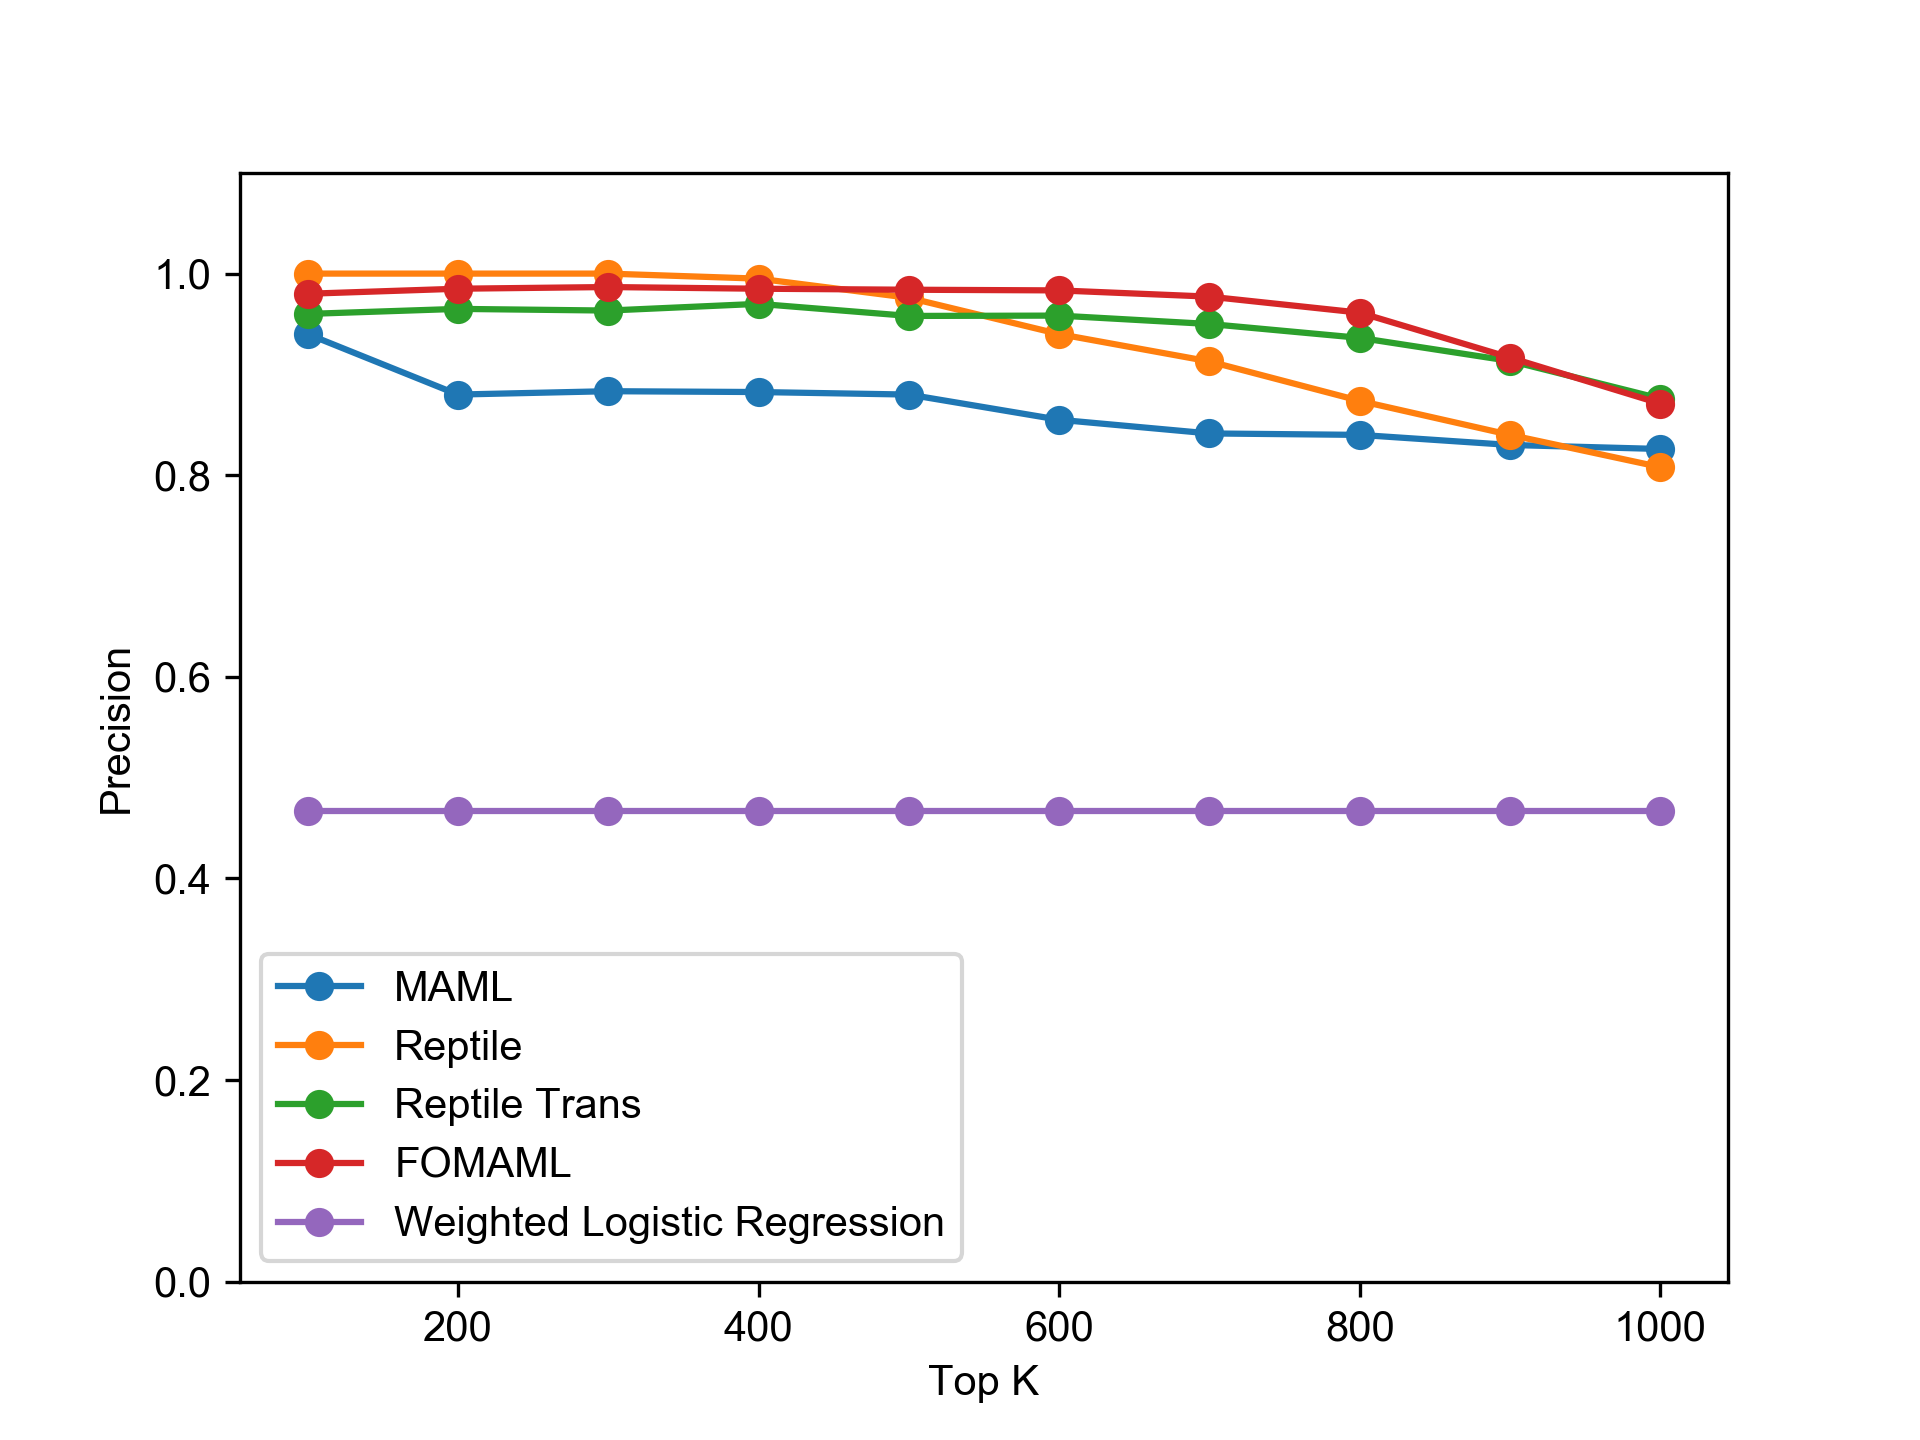 1.0
0.8
0.6
0.4
0.2
0.0
Precision
MAML
Reptile
Reptile Trans
FOMAML
Weighted Logistic Regression
200 400 600 800 1000
Top K